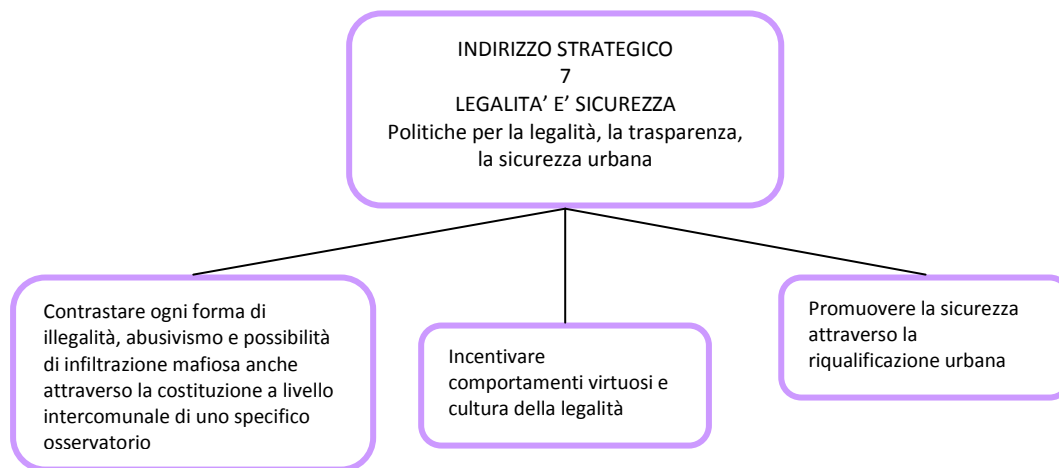 INDIRIZZO STRATEGICO
7
LEGALITA’ E’ SICUREZZA
Politiche per la legalità, la trasparenza,
la sicurezza urbana
Contrastare ogni forma di
illegalità, abusivismo e possibilità
di infiltrazione mafiosa anche
attraverso la costituzione a livello
intercomunale di uno specifico
osservatorio
Incentivare
comportamenti virtuosi e
cultura della legalità
Promuovere la sicurezza
attraverso la
riqualificazione urbana